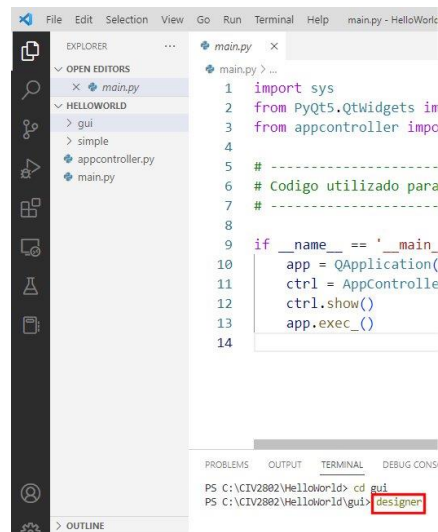 File Edit Selection View Go Run Terminal Help main.py - HelloWorld
EXPLORER ...
OPEN EDITORS
main.py
HELLOWORLD
gui
simple
appcontroller.py
main.py
OUTLINE
main.py
main.py > ...
1 import sys
2 from PyQt5.QtWidgets im
3 from appcontroller impo
4
5 # -----------------------
6 # Codigo utilizado para
7 # -----------------------
8
9 if __name__ == '__main_
10 app = QApplication(
11 ctrl = AppControlle
12 ctrl.show()
13 app.exec_()
14
PROBLEMS OUTPUT TERMINAL DEBUG CONS
PS C:\CIV2802\HelloWorld> cd gui
PS C:\CIV2802\HelloWorld\gui> designer